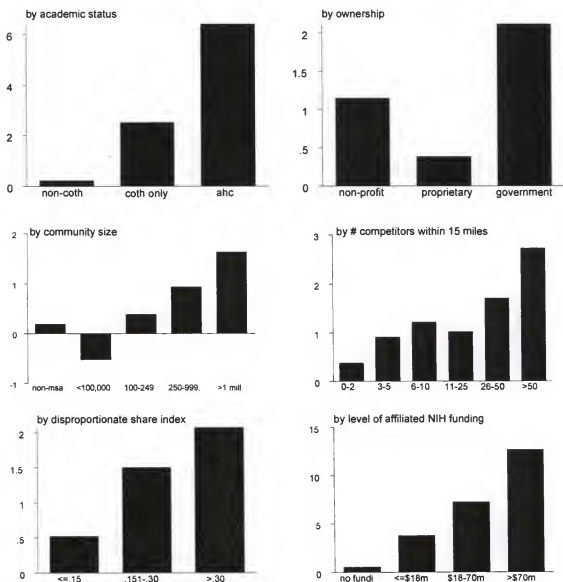 by academic status
6
4
2
0
non-coth coth only ahc
by ownership
2
1.5
1
.5
0
non-profit proprietary government
by community size
2
1
0
-1
non-msa <100,000 100-249 250-999. >1 mill
by # competitors within 15 miles
3
2
1
0
0-2 3-5 6-10 11-25 26-50 >50
by disproportionate share index
2
1.5
1
.5
0
<=.15 .151-.30 >.30
by level of affiliated NIH funding
15
10
5
0
no fundi <=$18m $18-70m >$70m